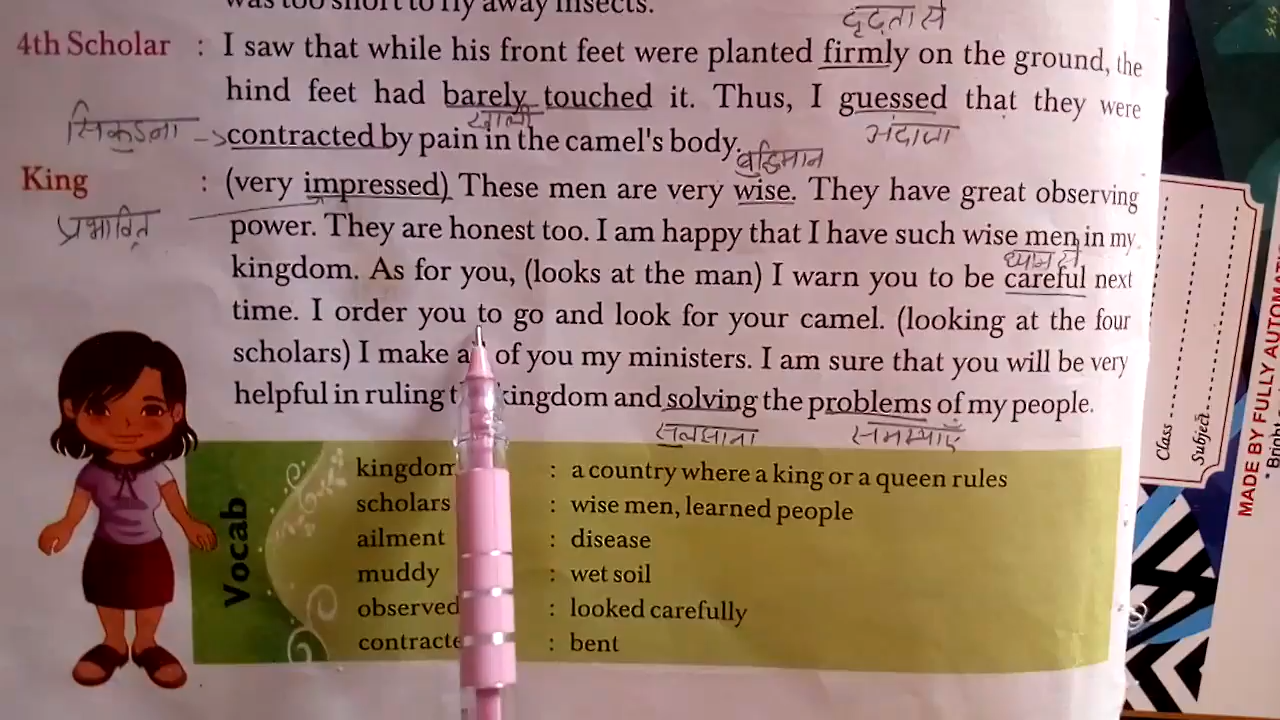 was too short to fly away insects.
दृढ़ता से
4th Scholar : I saw that while his front feet were planted firmly on the ground, the
hind feet had barely touched it. Thus, I guessed that they were
सिकुडना खाली अंदाजा
contracted by pain in the camel's body.
बुद्धिमान
King : (very impressed) These men are very wise. They have great observing
प्रभावित power. They are honest too. I am happy that I have such wise men in my
ध्यान से
kingdom. As for you, (looks at the man) I warn you to be careful next
time. I order you to go and look for your camel. (looking at the four
scholars) I make a of you my ministers. I am sure that you will be very
helpful in ruling t kingdom and solving the problems of my people.
सुलझाना समस्याएँ
Vocab
kingdom : a country where a king or a queen rules
scholars : wise men, learned people
ailment : disease
muddy : wet soil
observed : looked carefully
contracte : bent
Class
Subject
MADE BY FULLY AUTOMA